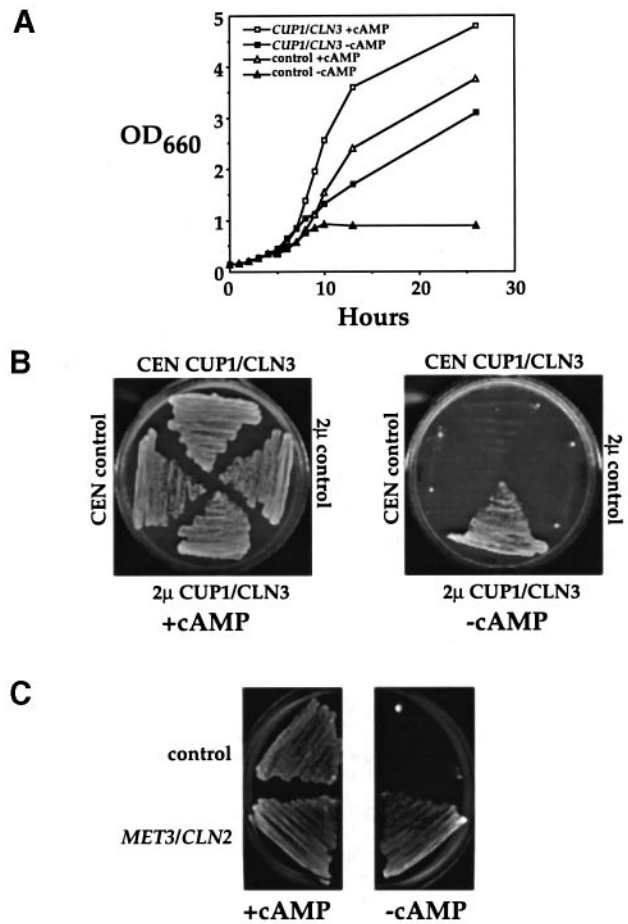 A
CUP1/CLN3 +cAMP
CUP1/CLN3 -cAMP
control +cAMP
control -cAMP
5
4
3
2
1
0
OD660
0
10
20
30
Hours
B
CEN CUP1/CLN3
CEN control
2μ control
2μ CUP1/CLN3
+cAMP
CEN CUP1/CLN3
2μ control
2μ CUP1/CLN3
-cAMP
C
control
MET3/CLN2
+cAMP
-cAMP